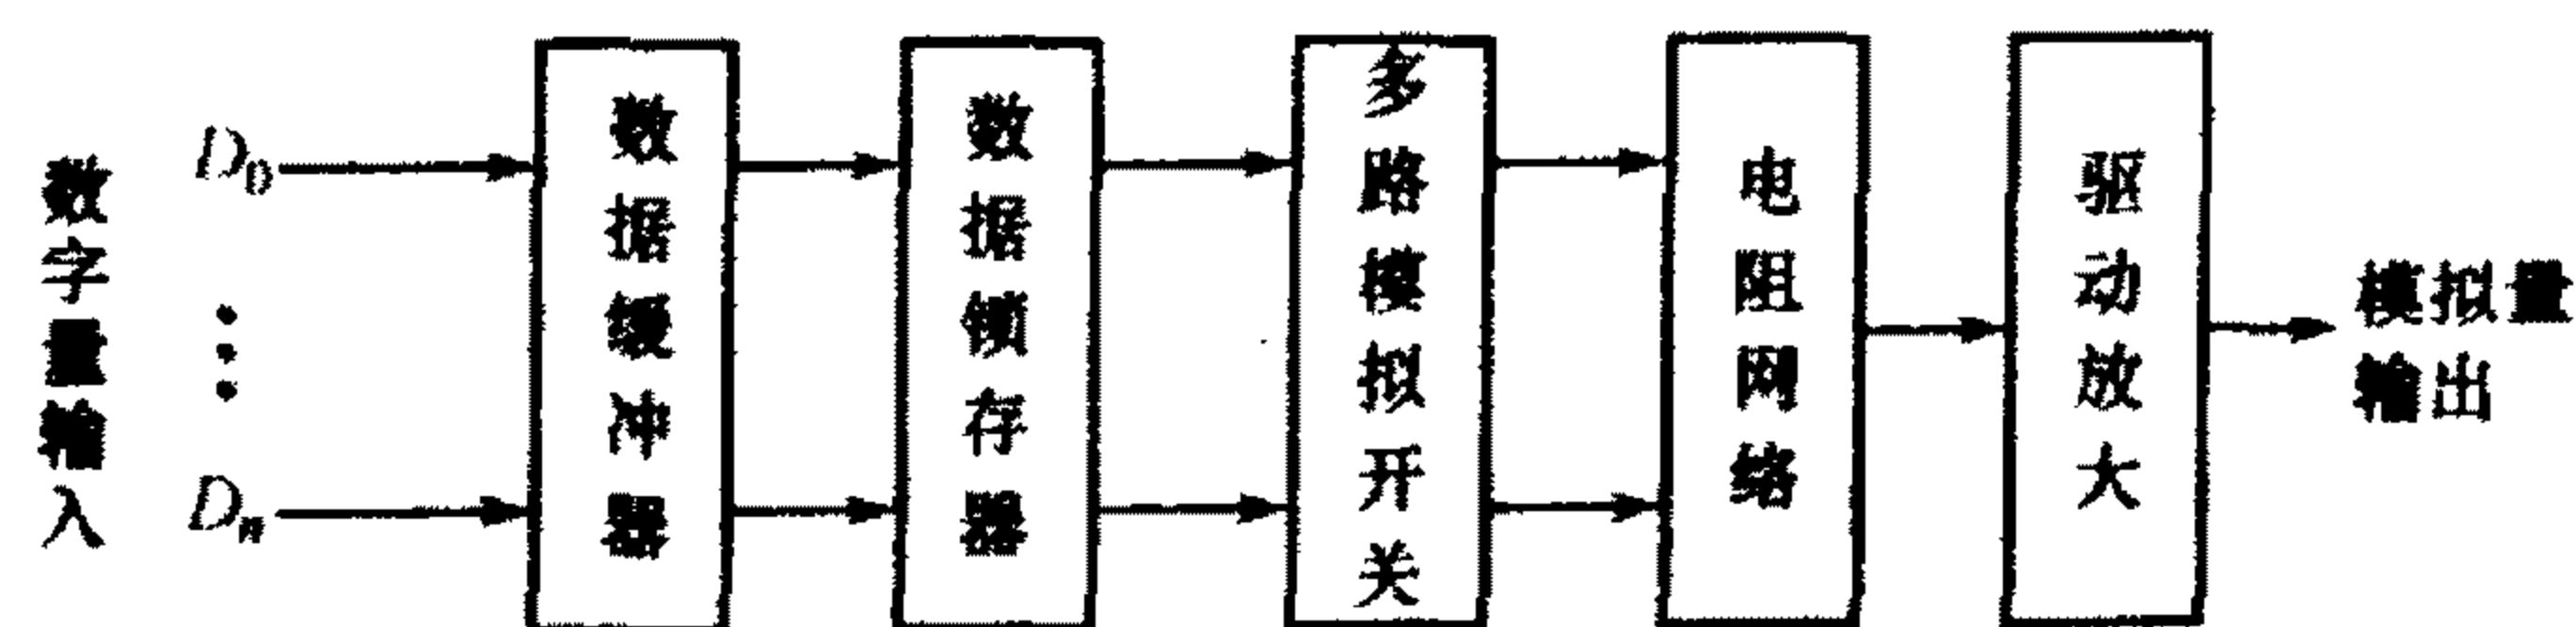 数字量输入
D0
Dn
数据缓冲器
数据锁存器
多路模拟开关
电阻网络
驱动放大
模拟量
输出